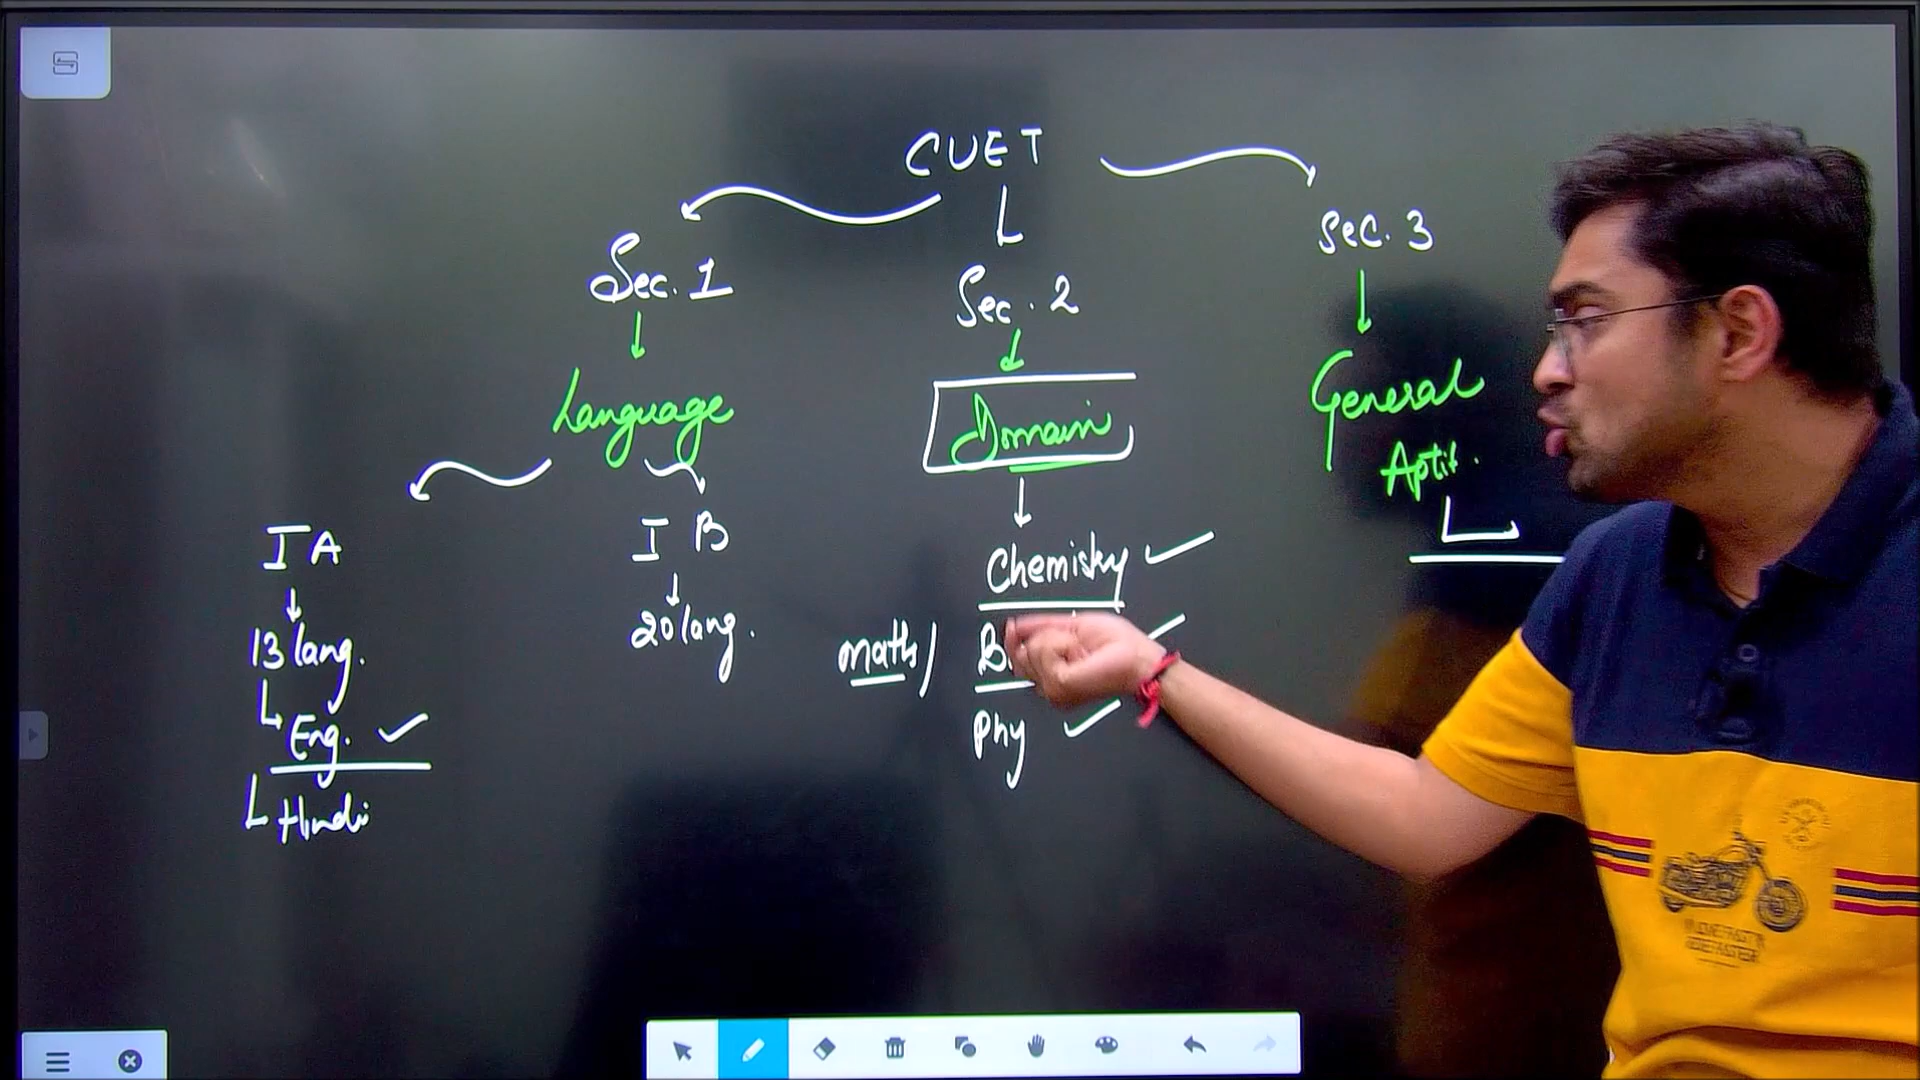 CUET
Sec. 1
Sec. 2
Sec. 3
Language
Domain
General
Aptit.
I A
I B
13 lang.
20 lang.
Eng.
Hindi
Chemistry
maths /
Phy